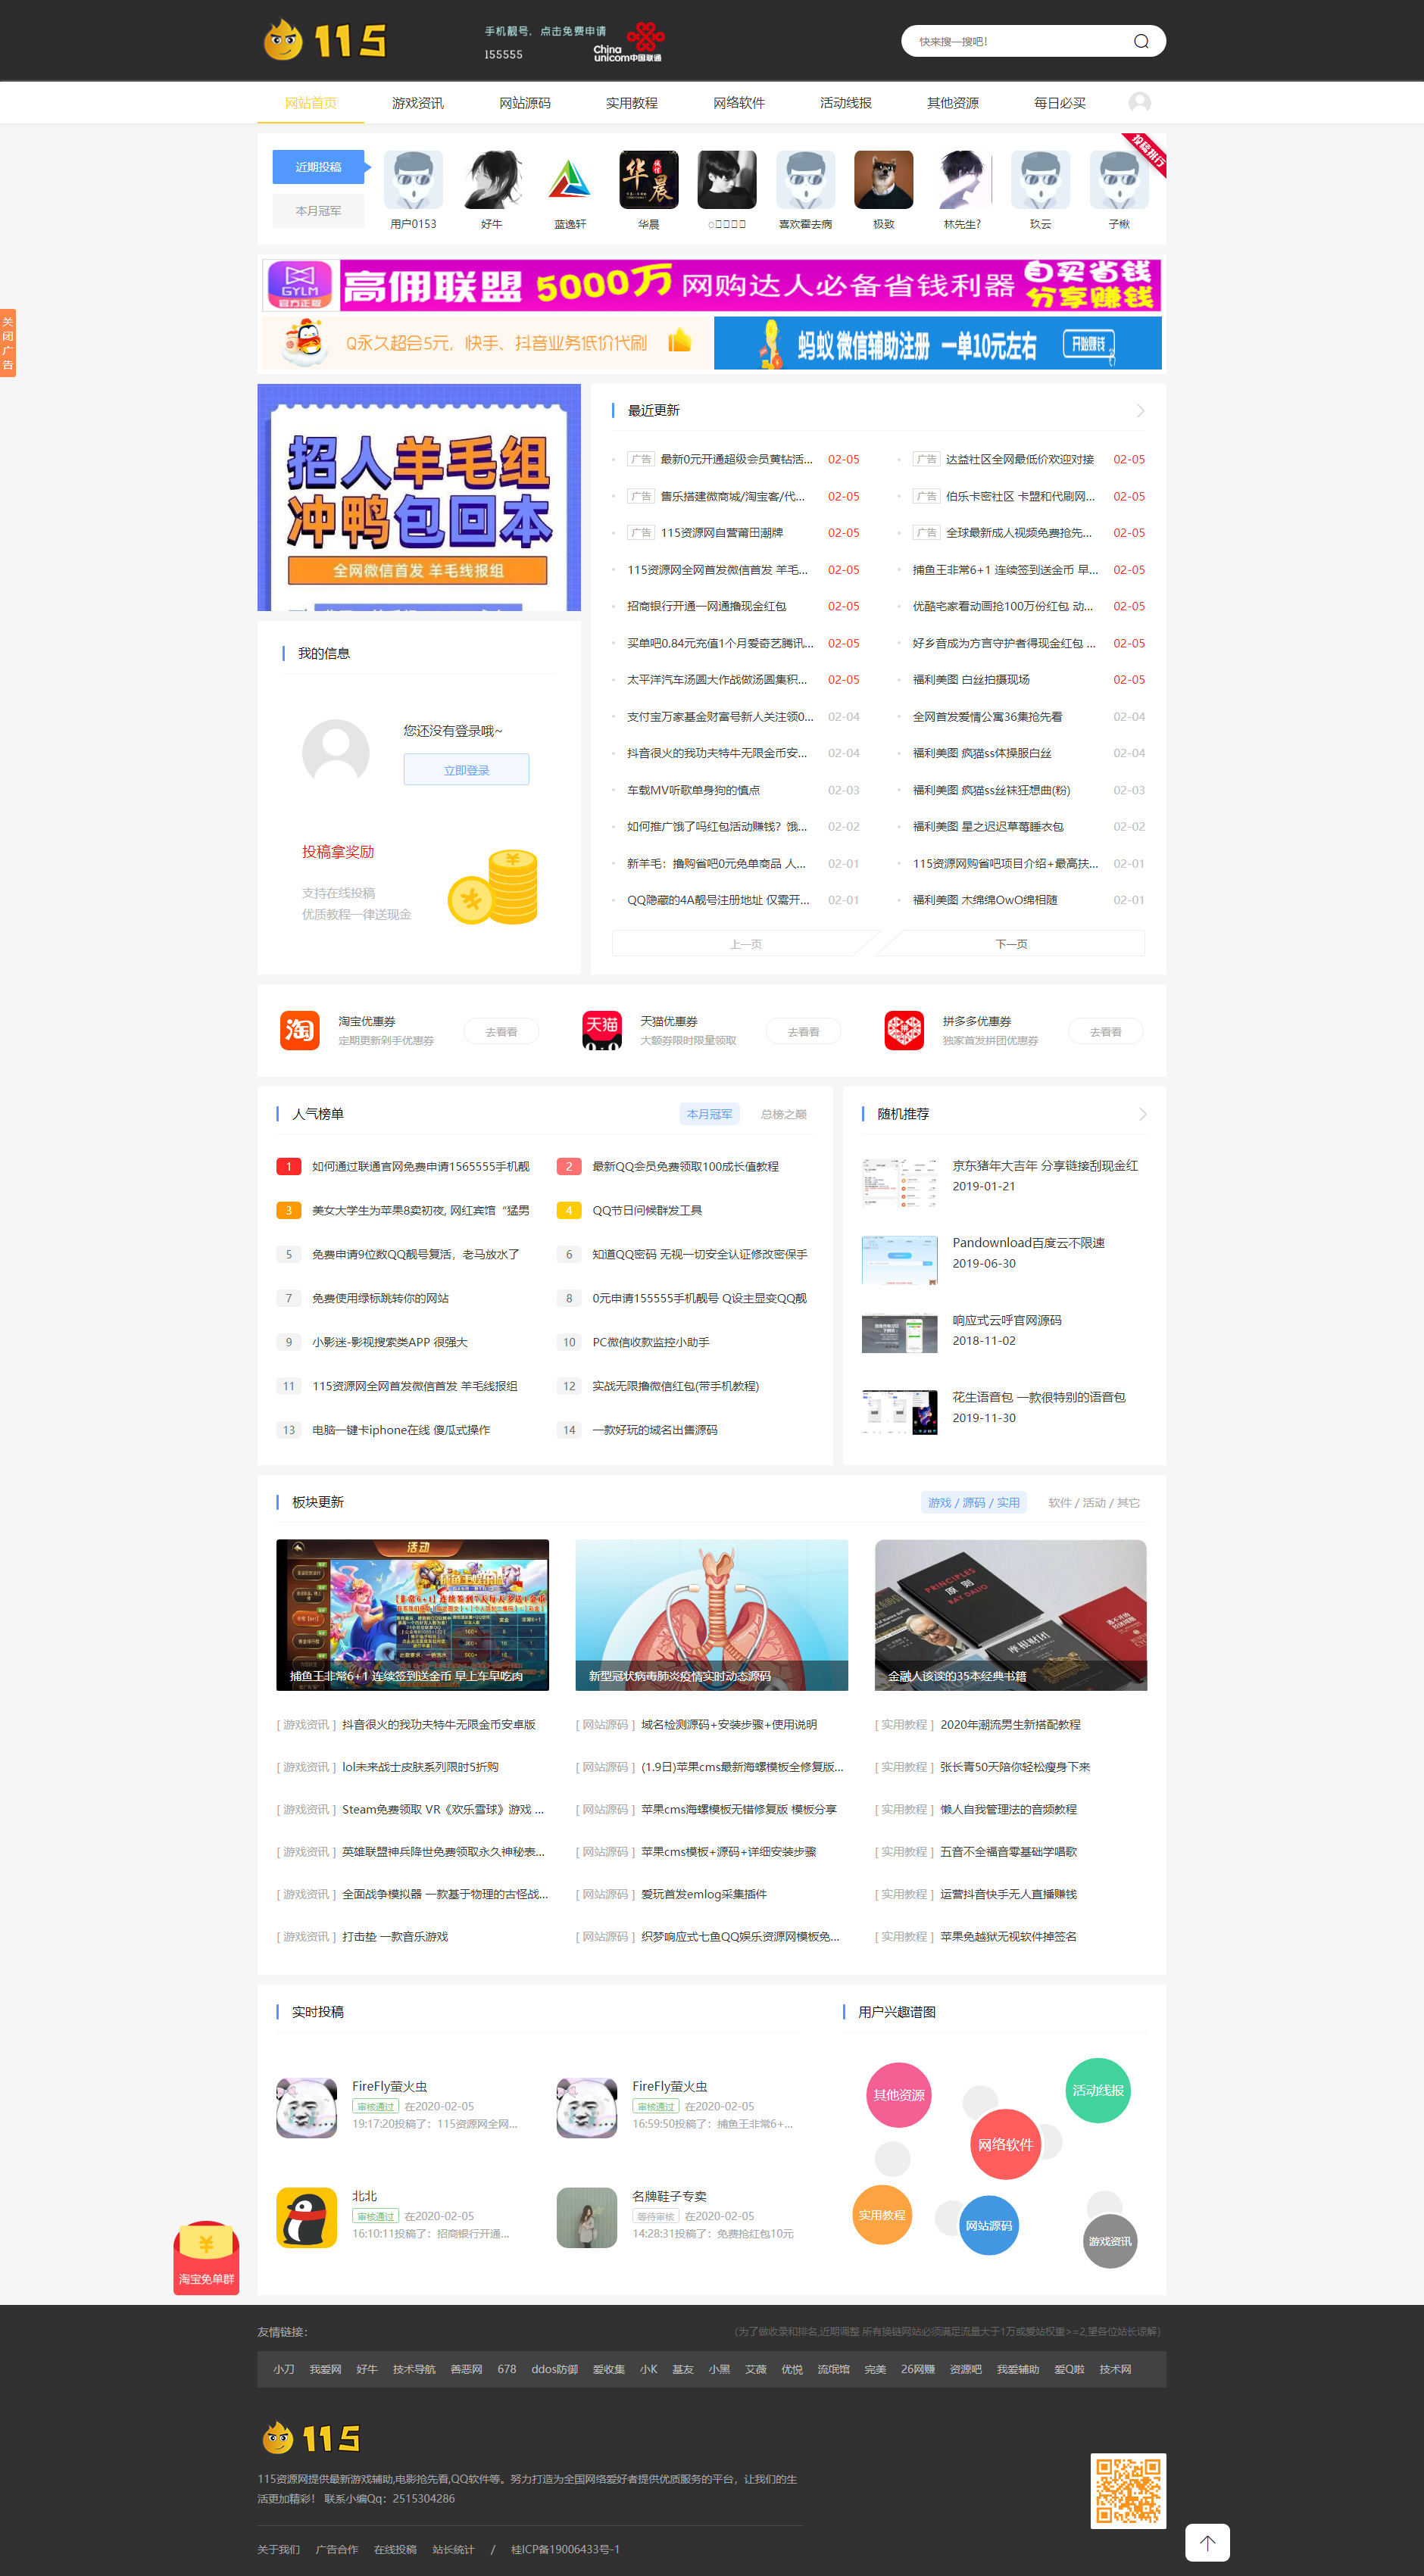 115
手机靓号，点击免费申请
155555
China
unicom中国联通
快来搜一搜吧！
网站首页
游戏资讯
网站源码
实用教程
网络软件
活动线报
其他资源
每日必买
近期投稿
本月冠军
投稿排行
用户0153
好牛
蓝逸轩
华晨
喜欢霍去病
极致
林先生?
玖云
子楸
GYLM
官方正版
高佣联盟 5000万 网购达人必备省钱利器
自买省钱
分享赚钱
Q永久超会5元，快手、抖音业务低价代刷
蚂蚁 微信辅助注册 一单10元左右
开始赚钱
关闭广告
招人羊毛组
冲鸭包回本
全网微信首发 羊毛线报组
最近更新
广告 最新0元开通超级会员黄钻活... 02-05
广告 达益社区全网最低价欢迎对接 02-05
广告 售乐搭建微商城/淘宝客/代... 02-05
广告 伯乐卡密社区 卡盟和代刷网... 02-05
广告 115资源网自营莆田潮牌 02-05
广告 全球最新成人视频免费抢先... 02-05
115资源网全网首发微信首发 羊毛... 02-05
捕鱼王非常6+1 连续签到送金币 早... 02-05
招商银行开通一网通撸现金红包 02-05
优酷宅家看动画抢100万份红包 动... 02-05
买单吧0.84元充值1个月爱奇艺腾讯... 02-05
好乡音成为方言守护者得现金红包 ... 02-05
太平洋汽车汤圆大作战做汤圆集积... 02-05
福利美图 白丝拍摄现场 02-05
支付宝万家基金财富号新人关注领0... 02-04
全网首发爱情公寓36集抢先看 02-04
抖音很火的我功夫特牛无限金币安... 02-04
福利美图 疯猫ss体操服白丝 02-04
车载MV听歌单身狗的慎点 02-03
福利美图 疯猫ss丝袜狂想曲(粉) 02-03
如何推广饿了吗红包活动赚钱？饿... 02-02
福利美图 星之迟迟草莓睡衣包 02-02
新羊毛：撸购省吧0元免单商品 人... 02-01
115资源网购省吧项目介绍+最高扶... 02-01
QQ隐藏的4A靓号注册地址 仅需开... 02-01
福利美图 木绵绵OwO绵相随 02-01
上一页
下一页
我的信息
您还没有登录哦~
立即登录
投稿拿奖励
支持在线投稿
优质教程一律送现金
淘
淘宝优惠券
定期更新剁手优惠券
去看看
天猫
天猫优惠券
大额券限时限量领取
去看看
拼多多优惠券
独家首发拼团优惠券
去看看
人气榜单
本月冠军
总榜之巅
1 如何通过联通官网免费申请1565555手机靓
2 最新QQ会员免费领取100成长值教程
3 美女大学生为苹果8卖初夜, 网红宾馆“猛男
4 QQ节日问候群发工具
5 免费申请9位数QQ靓号复活，老马放水了
6 知道QQ密码 无视一切安全认证修改密保手
7 免费使用绿标跳转你的网站
8 0元申请155555手机靓号 Q设主显变QQ靓
9 小影迷-影视搜索类APP 很强大
10 PC微信收款监控小助手
11 115资源网全网首发微信首发 羊毛线报组
12 实战无限撸微信红包(带手机教程)
13 电脑一键卡iphone在线 傻瓜式操作
14 一款好玩的域名出售源码
随机推荐
京东猪年大吉年 分享链接刮现金红
2019-01-21
Pandownload百度云不限速
2019-06-30
响应式云呼官网源码
2018-11-02
花生语音包 一款很特别的语音包
2019-11-30
板块更新
游戏 / 源码 / 实用
软件 / 活动 / 其它
活动
捕鱼王非常6+1 连续签到送金币 早上车早吃肉
新型冠状病毒肺炎疫情实时动态源码
PRINCIPLES
原则
RAY DALIO
摩根财团
金融人该读的35本经典书籍
[ 游戏资讯 ] 抖音很火的我功夫特牛无限金币安卓版
[ 网站源码 ] 域名检测源码+安装步骤+使用说明
[ 实用教程 ] 2020年潮流男生新搭配教程
[ 游戏资讯 ] lol未来战士皮肤系列限时5折购
[ 网站源码 ] (1.9日)苹果cms最新海螺模板全修复版...
[ 实用教程 ] 张长青50天陪你轻松瘦身下来
[ 游戏资讯 ] Steam免费领取 VR《欢乐雪球》游戏 ...
[ 网站源码 ] 苹果cms海螺模板无错修复版 模板分享
[ 实用教程 ] 懒人自我管理法的音频教程
[ 游戏资讯 ] 英雄联盟神兵降世免费领取永久神秘表...
[ 网站源码 ] 苹果cms模板+源码+详细安装步骤
[ 实用教程 ] 五音不全福音零基础学唱歌
[ 游戏资讯 ] 全面战争模拟器 一款基于物理的古怪战...
[ 网站源码 ] 爱玩首发emlog采集插件
[ 实用教程 ] 运营抖音快手无人直播赚钱
[ 游戏资讯 ] 打击垫 一款音乐游戏
[ 网站源码 ] 织梦响应式七鱼QQ娱乐资源网模板免...
[ 实用教程 ] 苹果免越狱无视软件掉签名
实时投稿
FireFly萤火虫
审核通过 在2020-02-05
19:17:20投稿了：115资源网全网...
FireFly萤火虫
审核通过 在2020-02-05
16:59:50投稿了：捕鱼王非常6+...
北北
审核通过 在2020-02-05
16:10:11投稿了：招商银行开通...
名牌鞋子专卖
等待审核 在2020-02-05
14:28:31投稿了：免费抢红包10元
用户兴趣谱图
其他资源
活动线报
网络软件
实用教程
网站源码
游戏资讯
淘宝免单群
友情链接：
（为了做收录和排名,近期调整 所有换链网站必须满足流量大于1万或爱站权重>=2,望各位站长谅解）
小刀 我爱网 好牛 技术导航 善恶网 678 ddos防御 爱收集 小K 基友 小黑 艾薇 优悦 流氓馆 完美 26网赚 资源吧 我爱辅助 爱Q啦 技术网
115
115资源网提供最新游戏辅助,电影抢先看,QQ软件等。努力打造为全国网络爱好者提供优质服务的平台，让我们的生
活更加精彩！ 联系小编Qq：2515304286
关于我们 广告合作 在线投稿 站长统计 / 桂ICP备19006433号-1